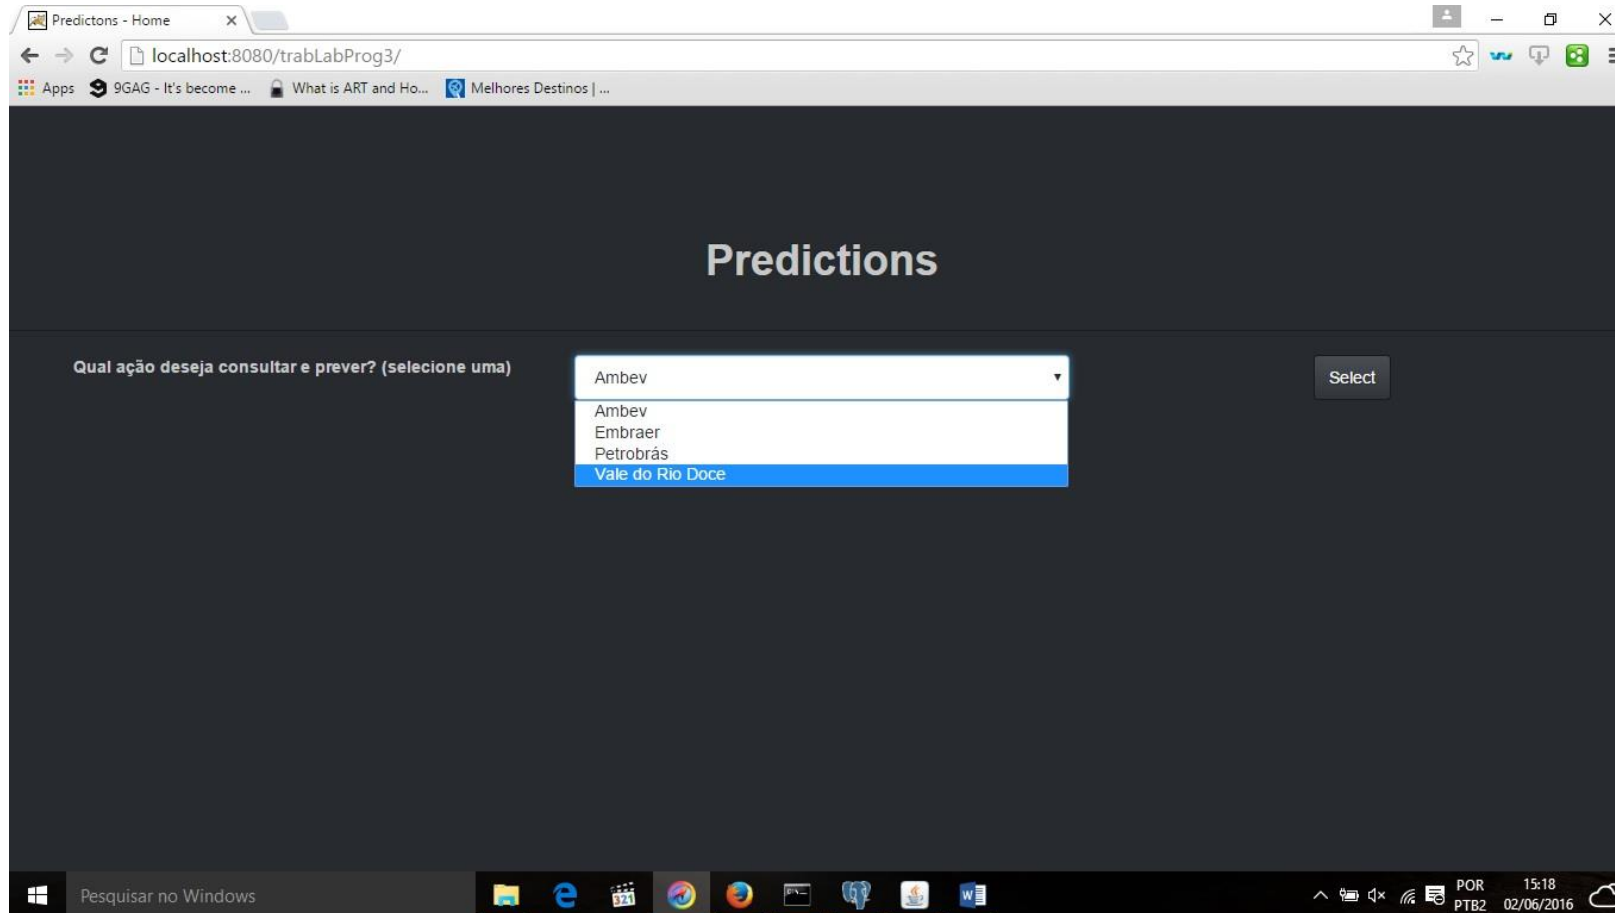 Predictons - Home
localhost:8080/trabLabProg3/
Apps 9GAG - It's become ... What is ART and Ho... Melhores Destinos | ...
Predictions
Qual ação deseja consultar e prever? (selecione uma)
Ambev
Select
Ambev
Embraer
Petrobrás
Vale do Rio Doce
Pesquisar no Windows
321
POR
PTB2
15:18
02/06/2016